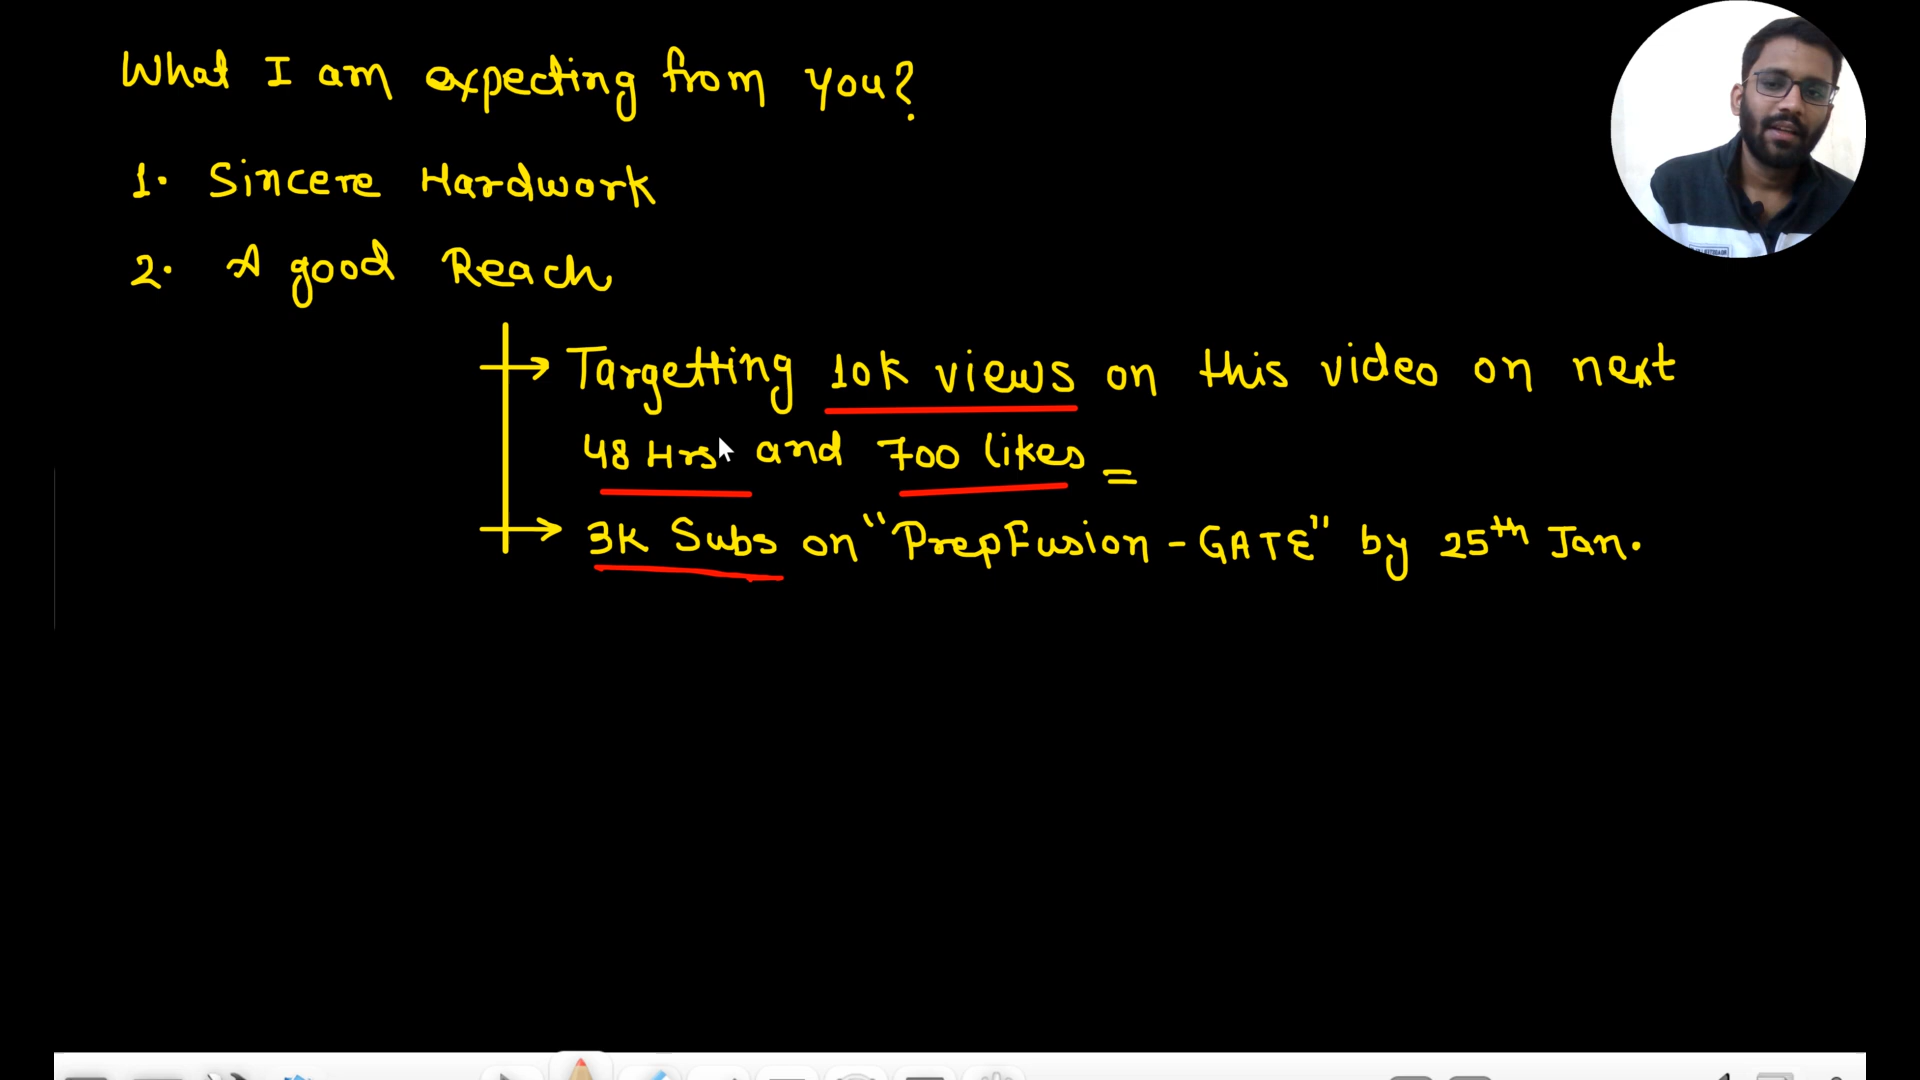 What I am expecting from you?
1. Sincere Hardwork
2. A good Reach
Targetting 10K views on this video on next
48 Hrs and 700 likes =
3K Subs on "PrepFusion - GATE" by 25th Jan.